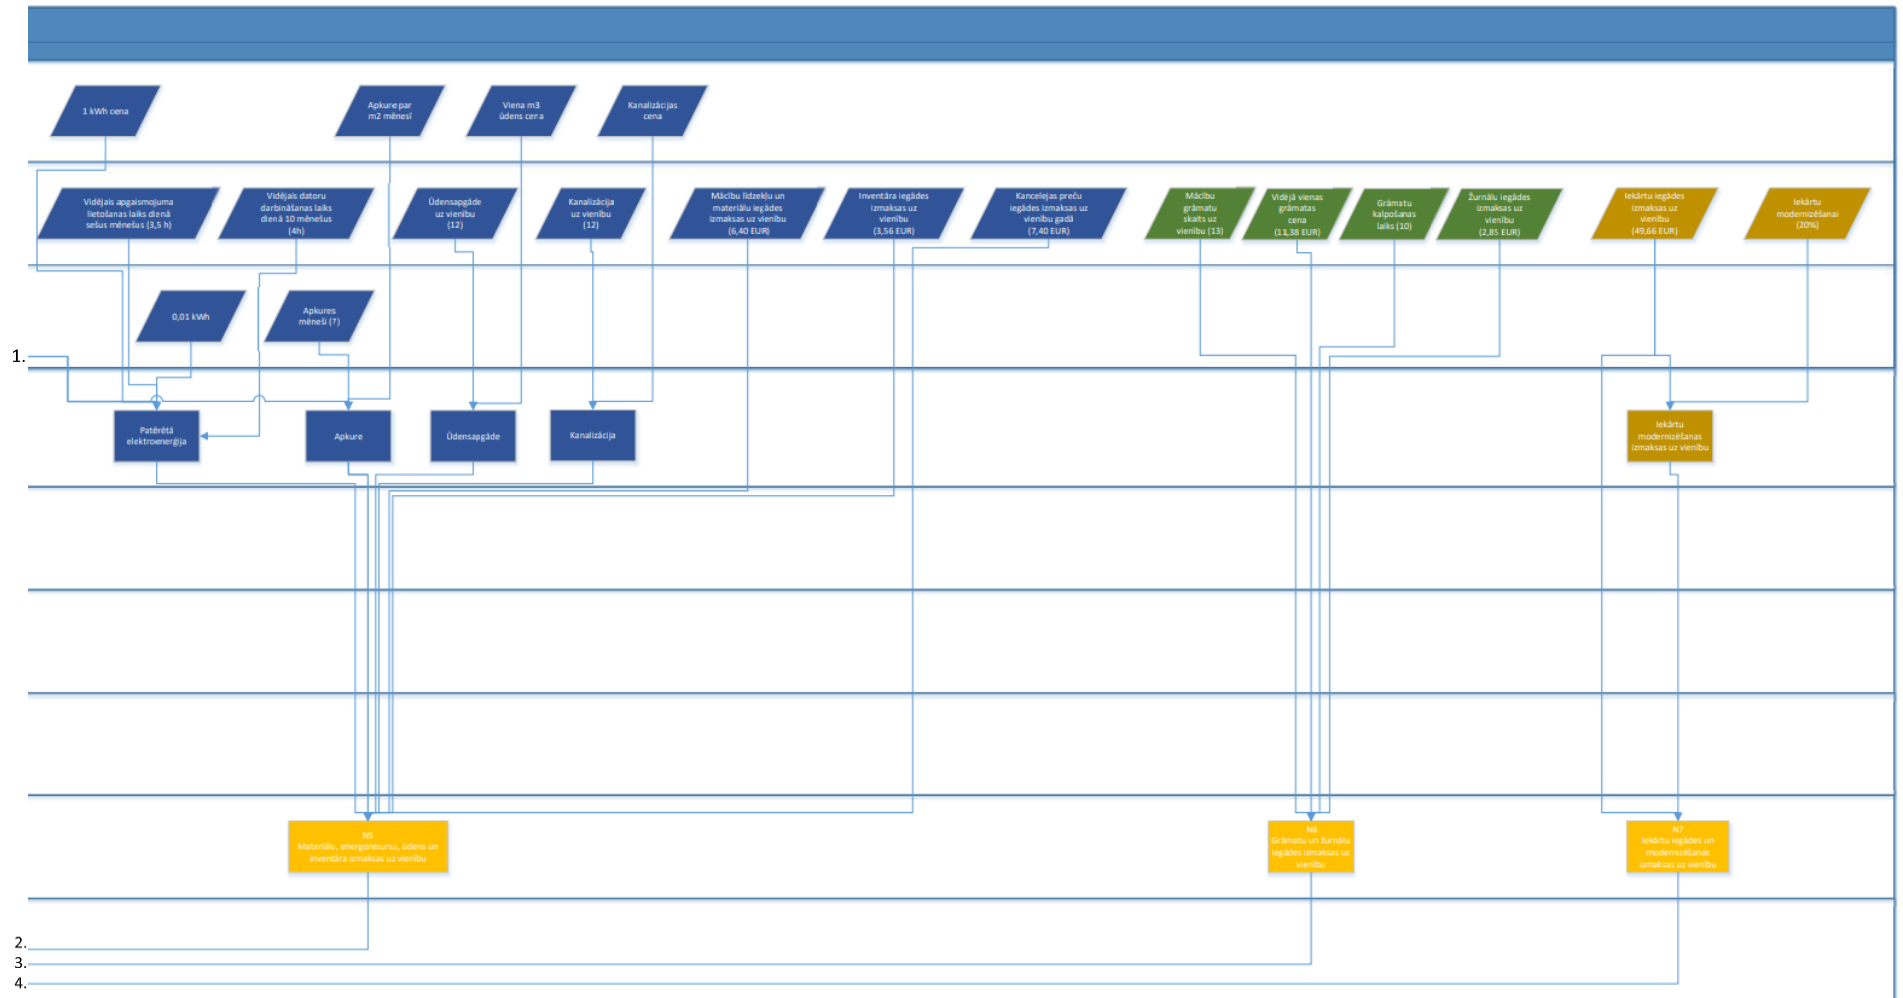 1 kWh cena
Apkure par
m2 mēnesī
Viena m3
ūdens cena
Kanalizācijas
cena
Vidējais apgaismojuma
lietošanas laiks dienā
sešus mēnešus (3,5 h)
Vidējais datoru
darbināšanas laiks
dienā 10 mēnešus
(4h)
Ūdensapgāde
uz vienību
(12)
Kanalizācija
uz vienību
(12)
Mācību līdzekļu un
materiālu iegādes
izmaksas uz vienību
(6,40 EUR)
Inventāra iegādes
izmaksas uz
vienību
(3,56 EUR)
Kancelejas preču
iegādes izmaksas uz
vienību gadā
(7,40 EUR)
Mācību
grāmatu
skaits uz
vienību (13)
Vidējā vienas
grāmatas
cena
(11,38 EUR)
Grāmatu
kalpošanas
laiks (10)
Žurnālu iegādes
izmaksas uz
vienību
(2,85 EUR)
Iekārtu iegādes
izmaksas uz
vienību
(49,66 EUR)
Iekārtu
modernizēšanai
(20%)
0,01 kWh
Apkures
mēneši (7)
1.
Patērētā
elektroenerģija
Apkure
Ūdensapgāde
Kanalizācija
Iekārtu
modernizēšanas
izmaksas uz vienību
N5
Materiālu, energoresursu, ūdens un
inventāra izmaksas uz vienību
N6
Grāmatu un žurnālu
iegādes izmaksas uz
vienību
N7
Iekārtu iegādes un
modernizēšanas
izmaksas uz vienību
2.
3.
4.